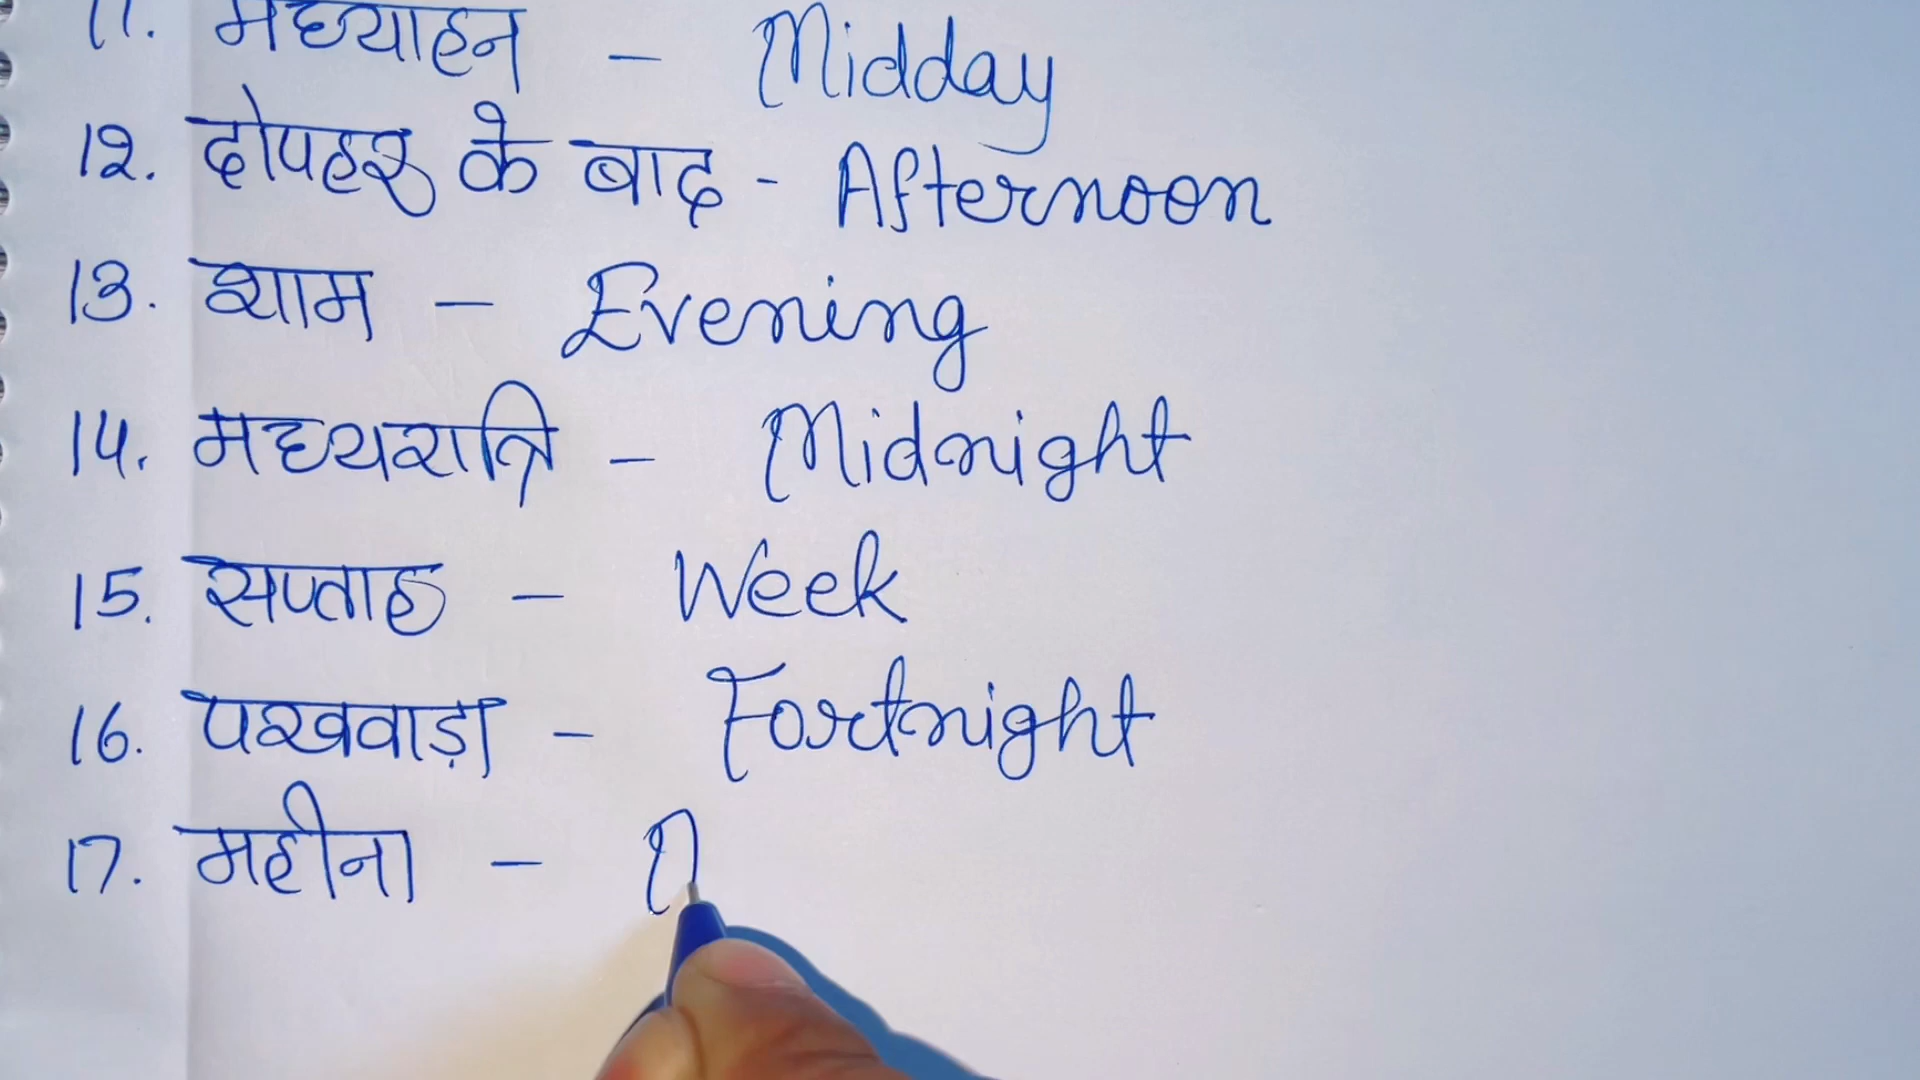 11. मध्याहन - Midday
12. दोपहर के बाद - Afternoon
13. श्याम - Evening
14. मध्यरात्रि - Midnight
15. सप्ताह - Week
16. पखवाड़ा - Fortnight
17. महीना -